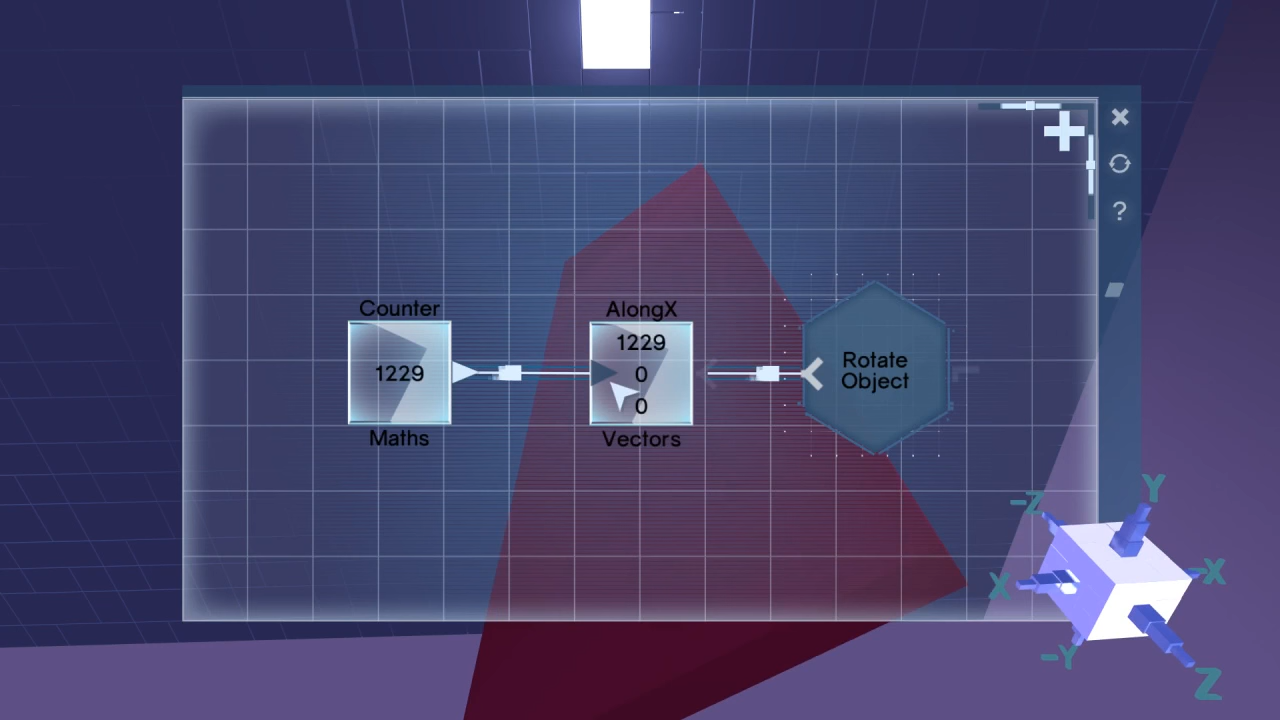 ?
Counter
1229
Maths
AlongX
1229
0
0
Vectors
Rotate
Object
-Z
Y
X
-X
-Y
Z